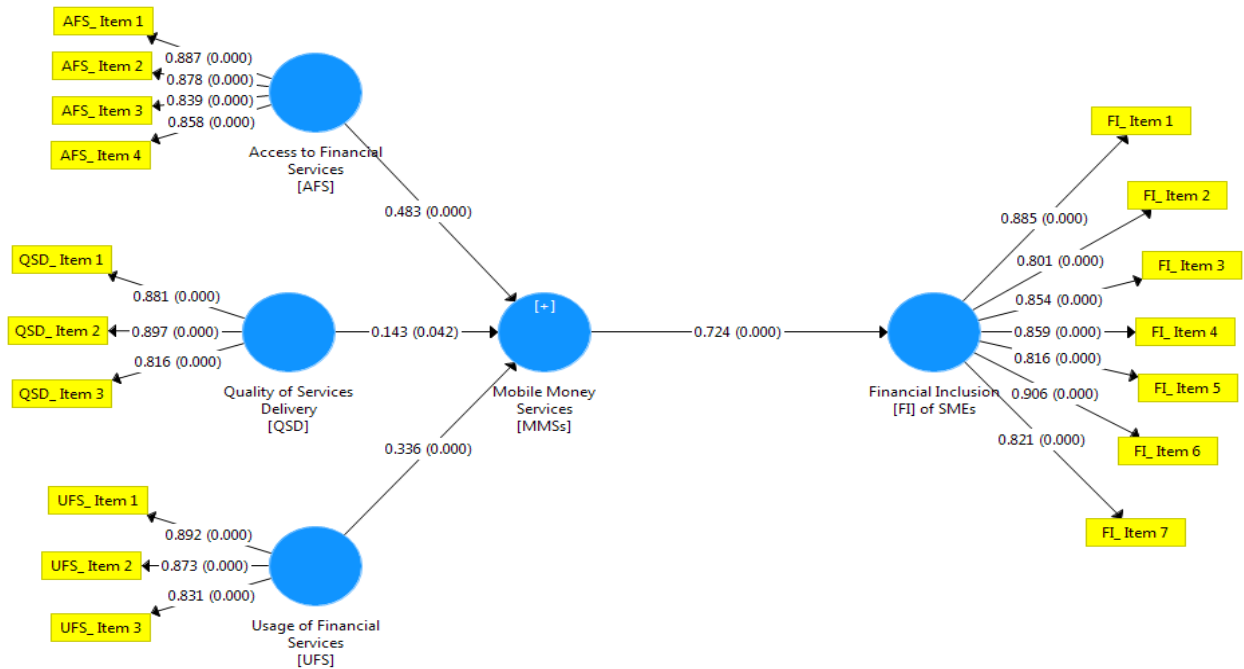 AFS_ Item 1
0.887 (0.000)
AFS_ Item 2
0.878 (0.000)
AFS_ Item 3
0.839 (0.000)
0.858 (0.000)
AFS_ Item 4
Access to Financial
Services
[AFS]
0.483 (0.000)
QSD_ Item 1
0.881 (0.000)
QSD_ Item 2
0.897 (0.000)
0.816 (0.000)
QSD_ Item 3
Quality of Services
Delivery
[QSD]
0.143 (0.042)
UFS_ Item 1
0.892 (0.000)
UFS_ Item 2
0.873 (0.000)
0.831 (0.000)
UFS_ Item 3
Usage of Financial
Services
[UFS]
0.336 (0.000)
[+]
Mobile Money
Services
[MMSs]
0.724 (0.000)
Financial Inclusion
[FI] of SMEs
FI_ Item 1
0.885 (0.000)
FI_ Item 2
0.801 (0.000)
FI_ Item 3
0.854 (0.000)
FI_ Item 4
0.859 (0.000)
FI_ Item 5
0.816 (0.000)
FI_ Item 6
0.906 (0.000)
FI_ Item 7
0.821 (0.000)